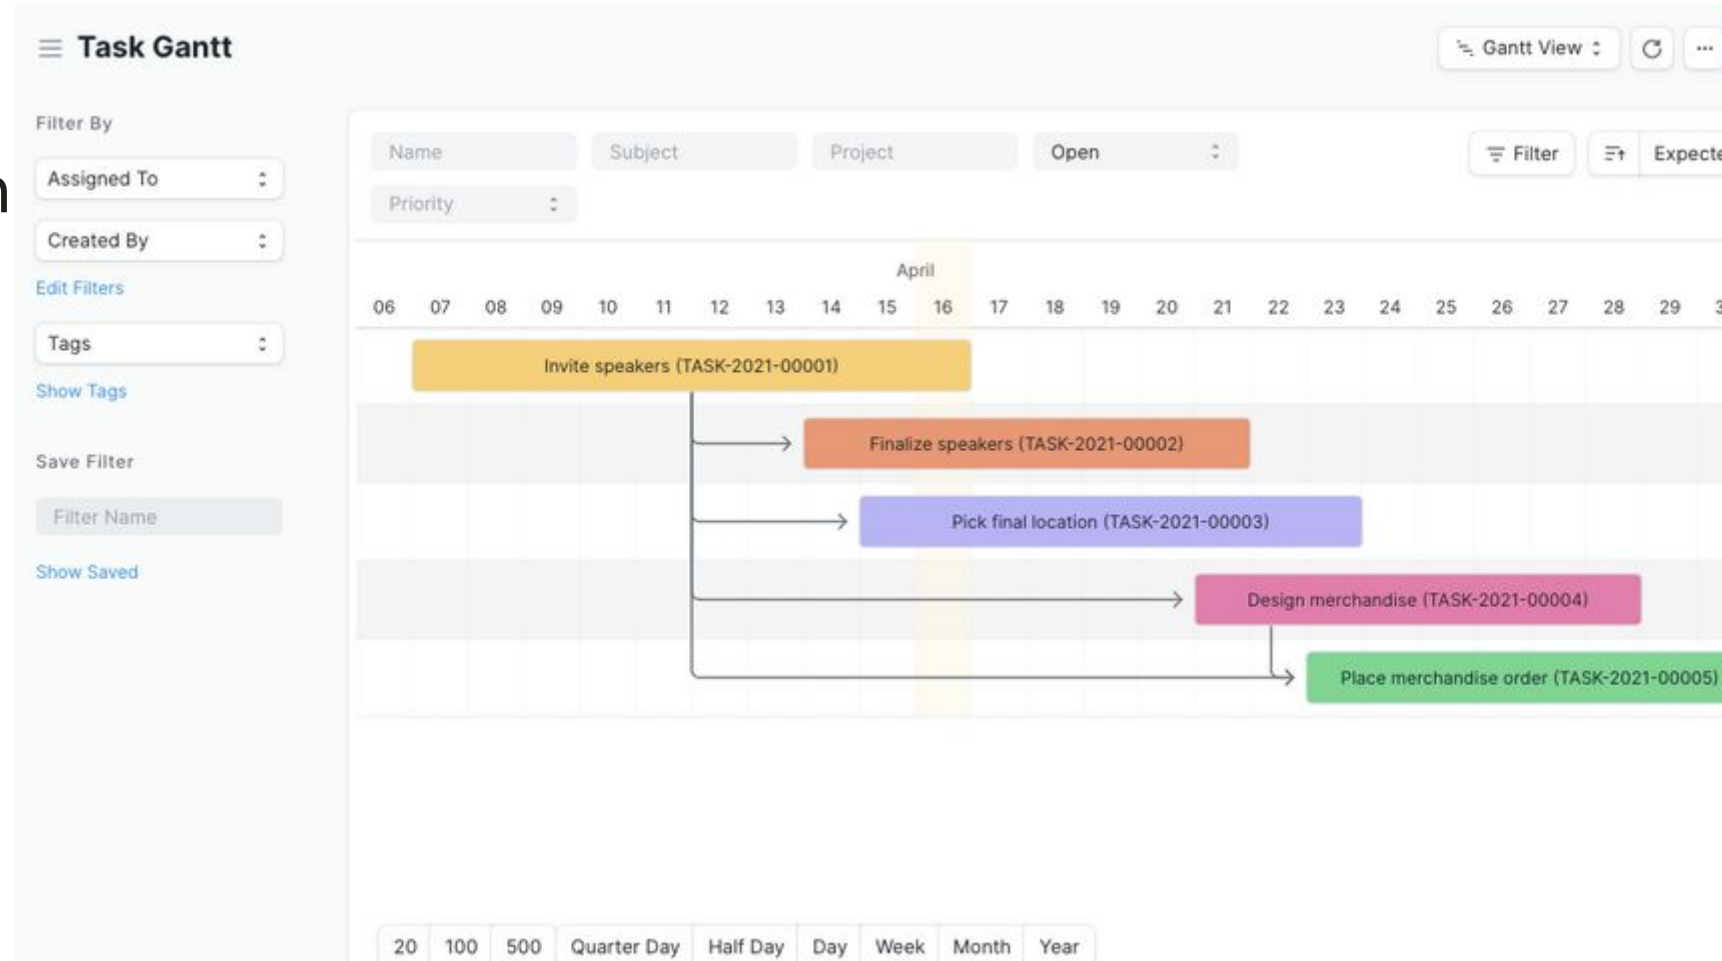 Task Gantt
Gantt View
Filter By
Assigned To
Created By
Edit Filters
Tags
Show Tags
Save Filter
Filter Name
Show Saved
Name Subject Project Open
Priority
Filter
Expecte
April
06 07 08 09 10 11 12 13 14 15 16 17 18 19 20 21 22 23 24 25 26 27 28 29
Invite speakers (TASK-2021-00001)
Finalize speakers (TASK-2021-00002)
Pick final location (TASK-2021-00003)
Design merchandise (TASK-2021-00004)
Place merchandise order (TASK-2021-00005)
20 100 500 Quarter Day Half Day Day Week Month Year